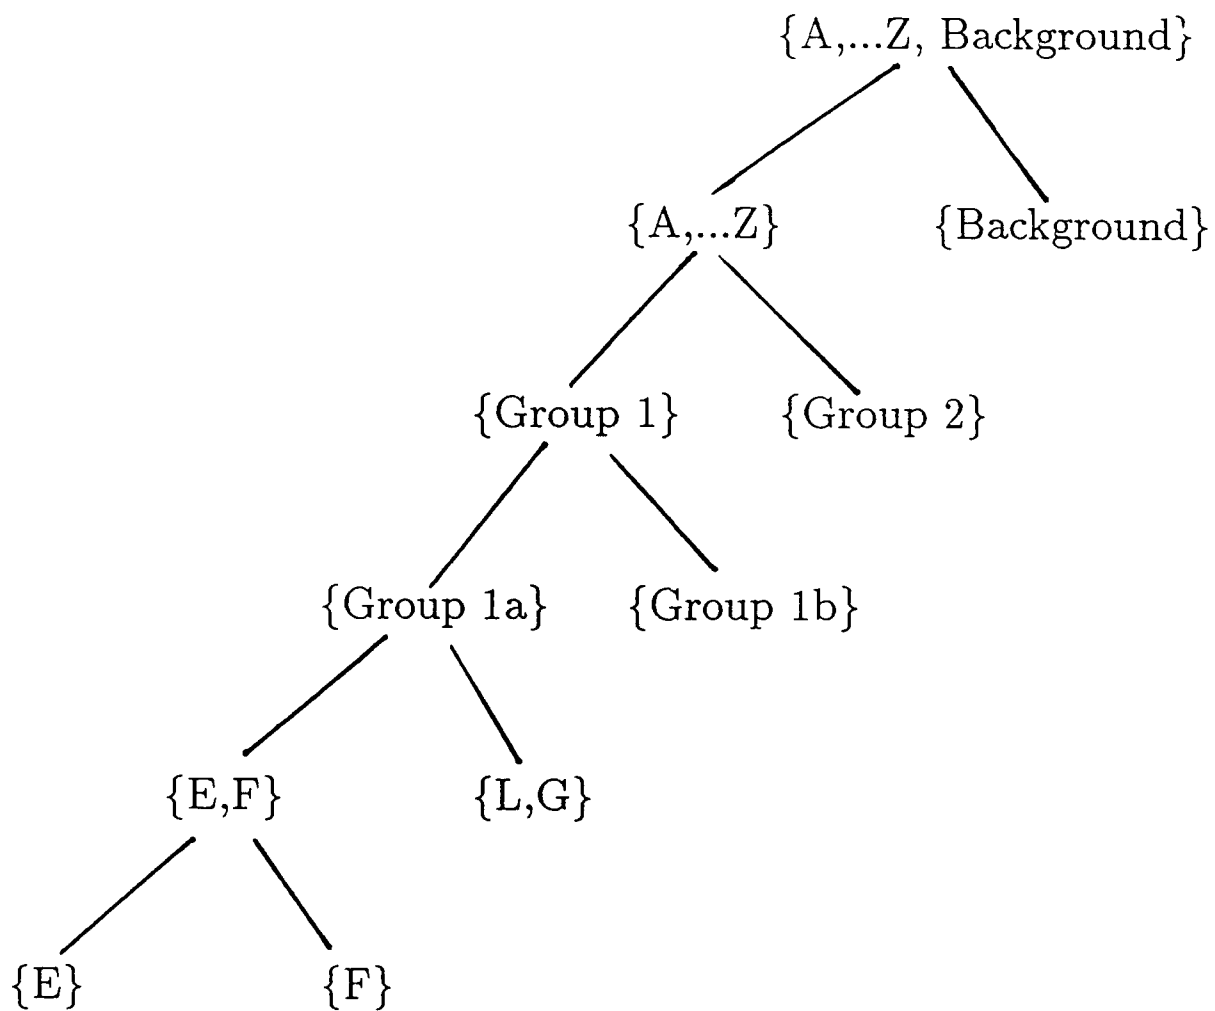 {A,...Z, Background}
{A,...Z}
{Background}
{Group 1}
{Group 2}
{Group 1a}
{Group 1b}
{E,F}
{L,G}
{E}
{F}